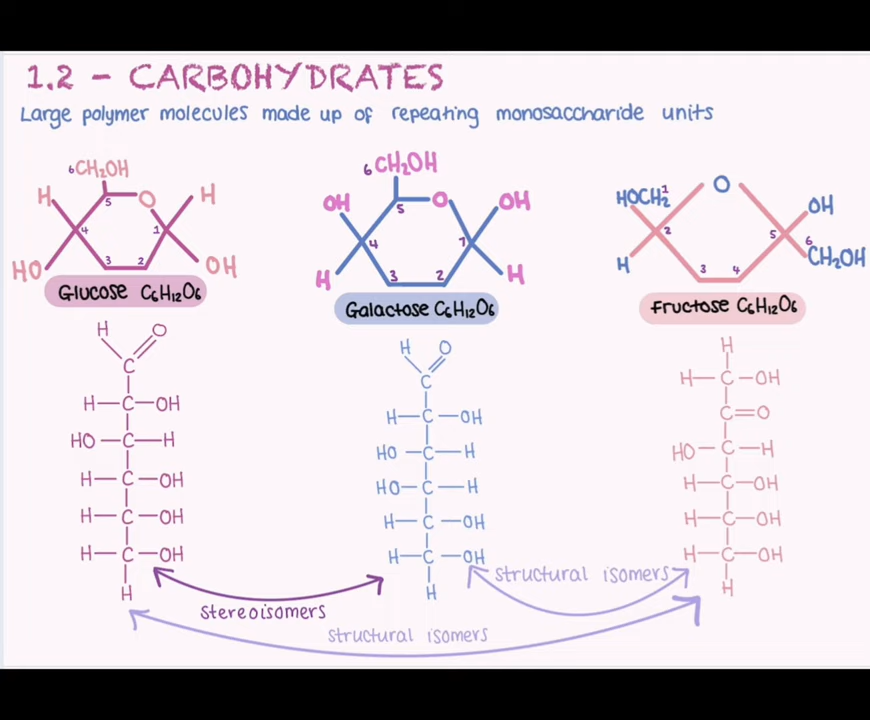 1.2 - CARBOHYDRATES
Large polymer molecules made up of repeating monosaccharide units
6CH₂OH
H
O
H
5
4
1
3
2
HO
OH
Glucose C₆H₁₂O₆
6CH₂OH
OH
O
OH
5
4
1
3
2
H
H
Galactose C₆H₁₂O₆
O
HOCH₂
1
OH
2
5
6
H
CH₂OH
3
4
fructose C₆H₁₂O₆
H O
C
H—C—OH
HO—C—H
H—C—OH
H—C—OH
H—C—OH
H
H O
C
H—C—OH
HO—C—H
HO—C—H
H—C—OH
H—C—OH
H
H
H—C—OH
C=O
HO—C—H
H—C—OH
H—C—OH
H—C—OH
H
stereoisomers
structural isomers
structural isomers